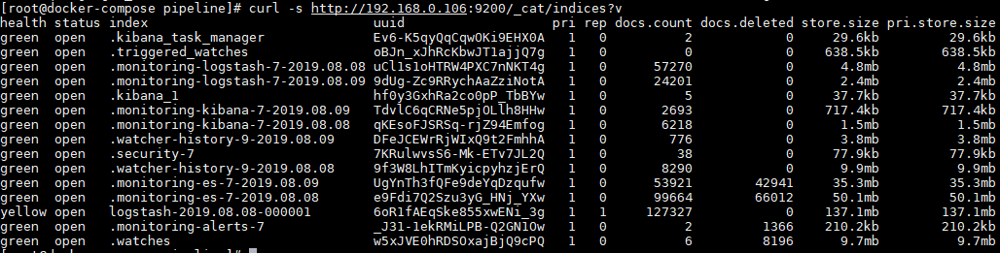 [root@docker-compose pipeline]# curl -s http://192.168.0.106:9200/_cat/indices?v
health status index uuid pri rep docs.count docs.deleted store.size pri.store.size
green open .kibana_task_manager Ev6-K5qyQqCqwOKi9EHX0A 1 0 2 0 29.6kb 29.6kb
green open .triggered_watches oBJn_xJhRcKbwJT1ajjQ7g 1 0 0 0 638.5kb 638.5kb
green open .monitoring-logstash-7-2019.08.08 uCl1s1oHTRW4PXC7nNKT4g 1 0 57270 0 4.8mb 4.8mb
green open .monitoring-logstash-7-2019.08.09 9dUg-Zc9RRychAaZziNotA 1 0 24201 0 2.4mb 2.4mb
green open .kibana_1 hf0y3GxhRa2co0pP_TbBYw 1 0 5 0 37.7kb 37.7kb
green open .monitoring-kibana-7-2019.08.09 TdvlC6qCRNe5pjOLlh8HHw 1 0 2693 0 717.4kb 717.4kb
green open .monitoring-kibana-7-2019.08.08 qKEsoFJSRSq-rjZ94Emfog 1 0 6218 0 1.5mb 1.5mb
green open .watcher-history-9-2019.08.09 DFeJCEWrRjWIxQ9t2FmhhA 1 0 776 0 3.8mb 3.8mb
green open .security-7 7KRulwvsS6-Mk-ETv7JL2Q 1 0 38 0 77.9kb 77.9kb
green open .watcher-history-9-2019.08.08 9f3W8LhITmKyicpyhzjErQ 1 0 8290 0 9.9mb 9.9mb
green open .monitoring-es-7-2019.08.09 UgYnTh3fQFe9deYqDzqufw 1 0 53921 42941 35.3mb 35.3mb
green open .monitoring-es-7-2019.08.08 e9Fdi7Q2Szu3yG_HNj_YXw 1 0 99664 66012 50.1mb 50.1mb
yellow open logstash-2019.08.08-000001 6oR1fAEqSke855xwENi_3g 1 1 127327 0 137.1mb 137.1mb
green open .monitoring-alerts-7 _J31-1ekRMiLPB-Q2GN1Ow 1 0 2 1366 210.2kb 210.2kb
green open .watches w5xJVE0hRDSOxajBjQ9cPQ 1 0 6 8196 9.7mb 9.7mb
[root@docker-compose pipeline]#